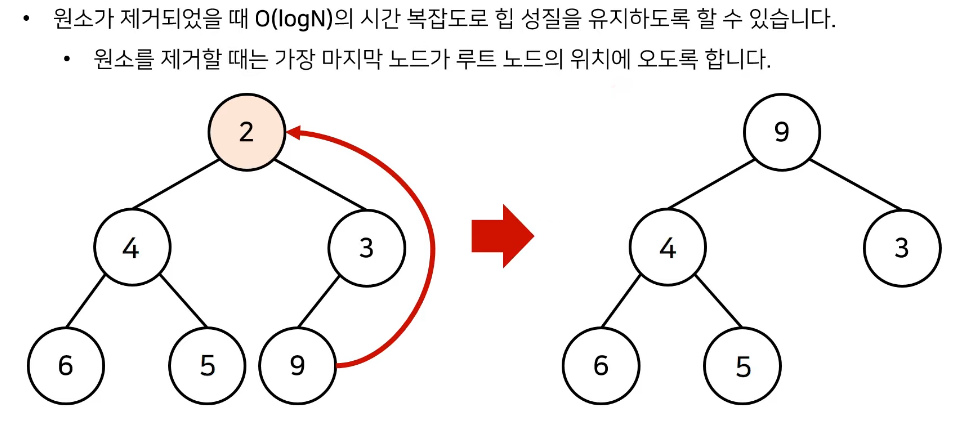 • 원소가 제거되었을 때 O(logN)의 시간 복잡도로 힙 성질을 유지하도록 할 수 있습니다.
• 원소를 제거할 때는 가장 마지막 노드가 루트 노드의 위치에 오도록 합니다.
2 9
4 3 4 3
6 5 9 6 5